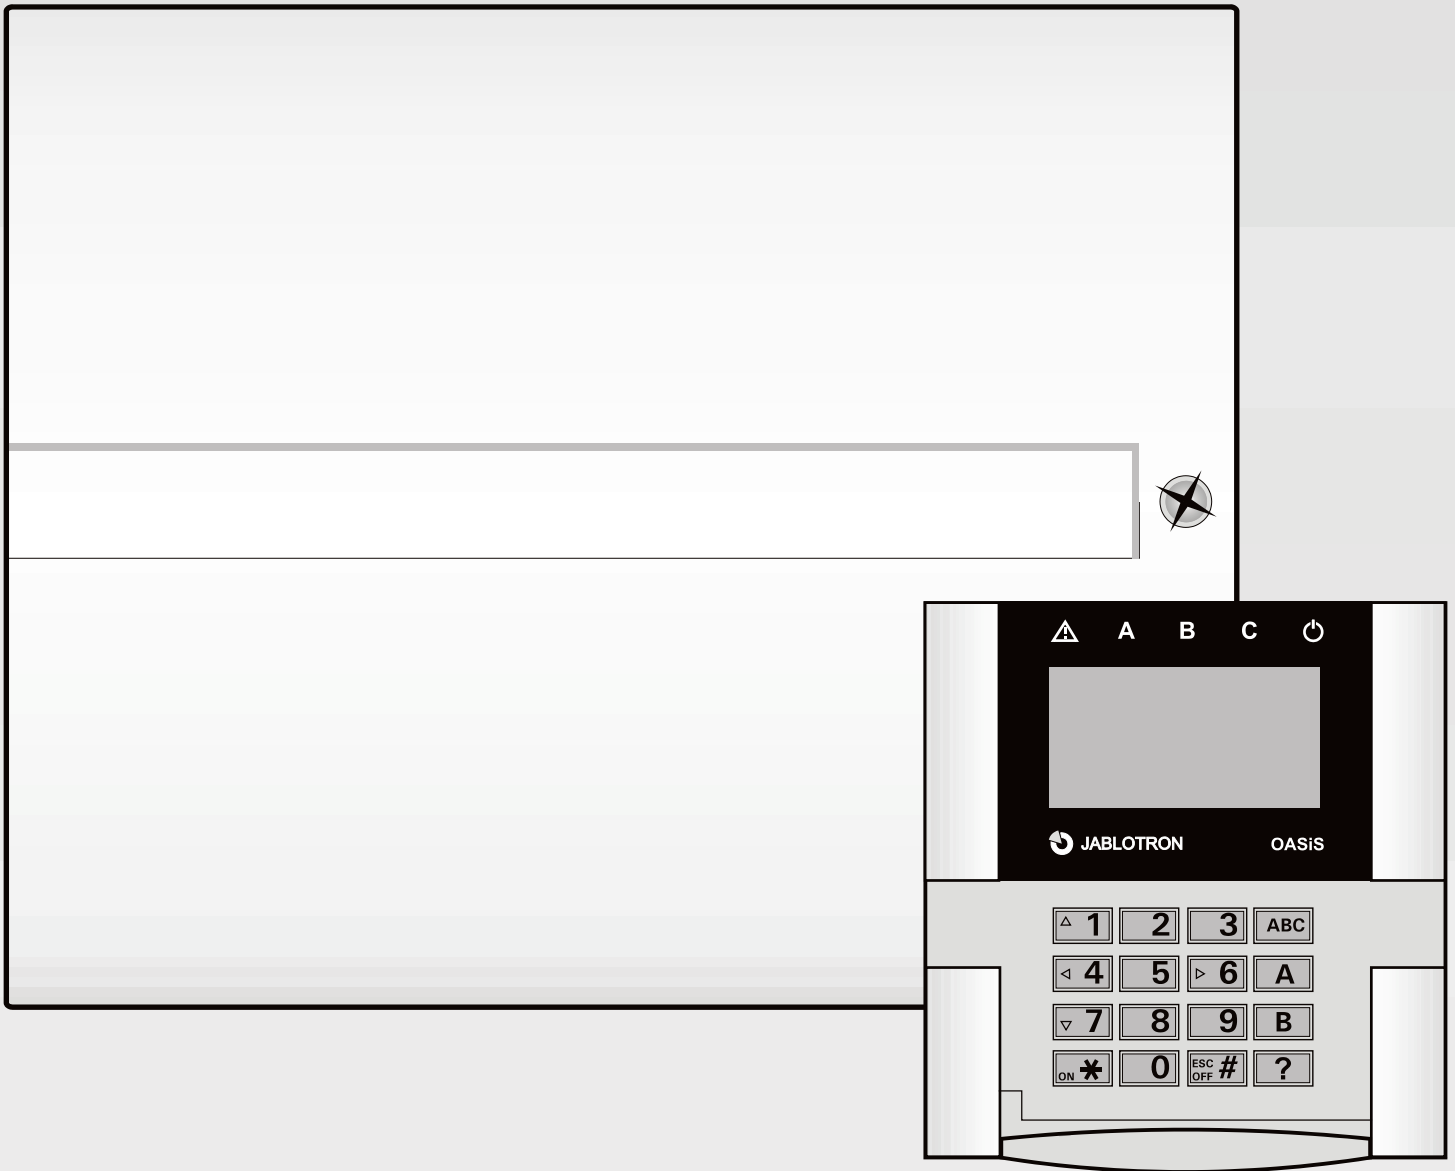 A B C
JABLOTRON OASiS
1 2 3 ABC
4 5 6 A
7 8 9 B
ON * 0 ESC OFF # ?